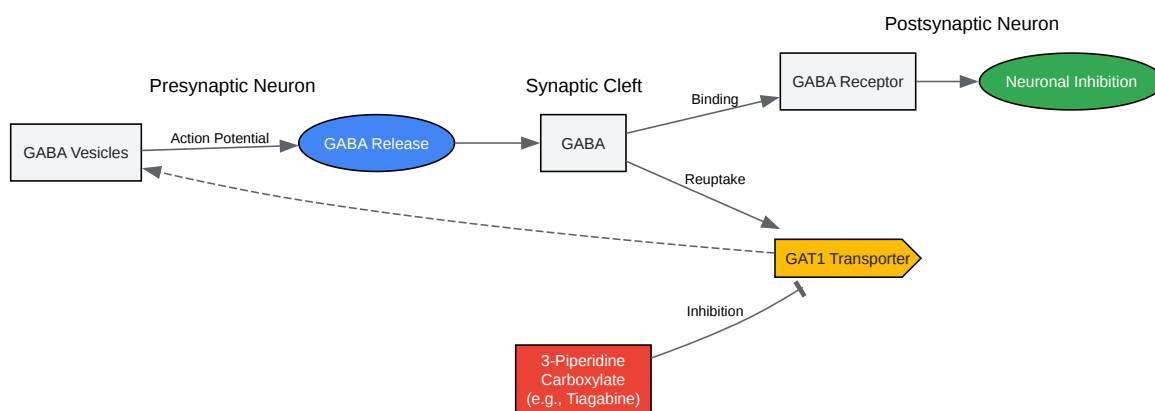 Postsynaptic Neuron
Presynaptic Neuron
Synaptic Cleft
GABA Receptor
Neuronal Inhibition
Binding
Action Potential
GABA Vesicles
GABA Release
GABA
Reuptake
GAT1 Transporter
Inhibition
3-Piperidine
Carboxylate
(e.g., Tiagabine)